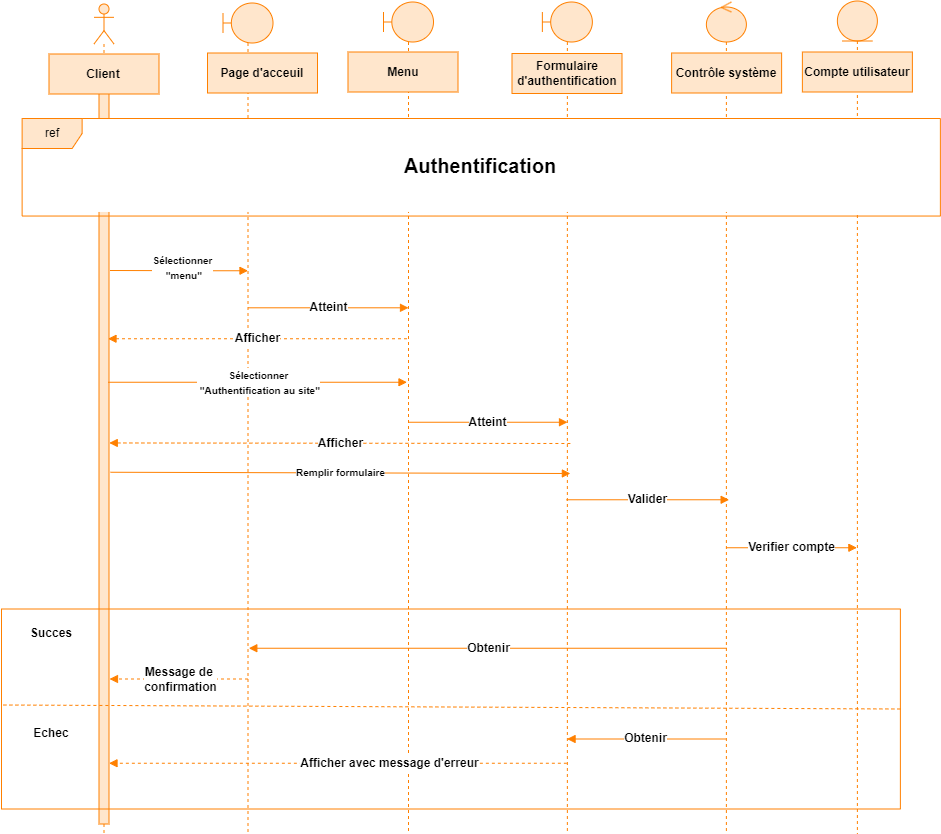 Client
Page d'acceuil
Menu
Formulaire
d'authentification
Contrôle système
Compte utilisateur
ref
Authentification
Sélectionner
"menu"
Atteint
Afficher
Sélectionner
"Authentification au site"
Atteint
Afficher
Remplir formulaire
Valider
Verifier compte
Succes
Obtenir
Message de
confirmation
Echec
Obtenir
Afficher avec message d'erreur